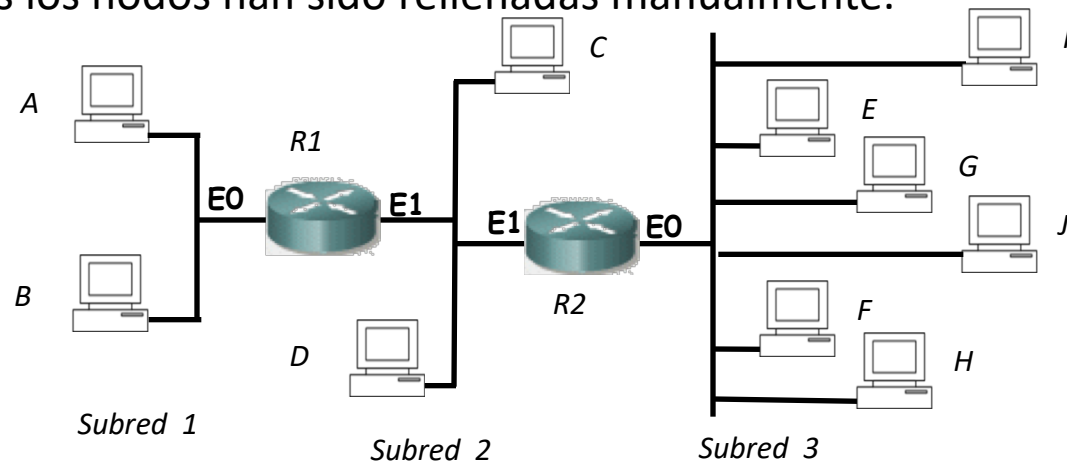 los nodos han sido rellenadas manualmente.
C
A
E
R1
G
E0
E1
E1
E0
J
B
R2
F
D
H
Subred 1
Subred 2
Subred 3